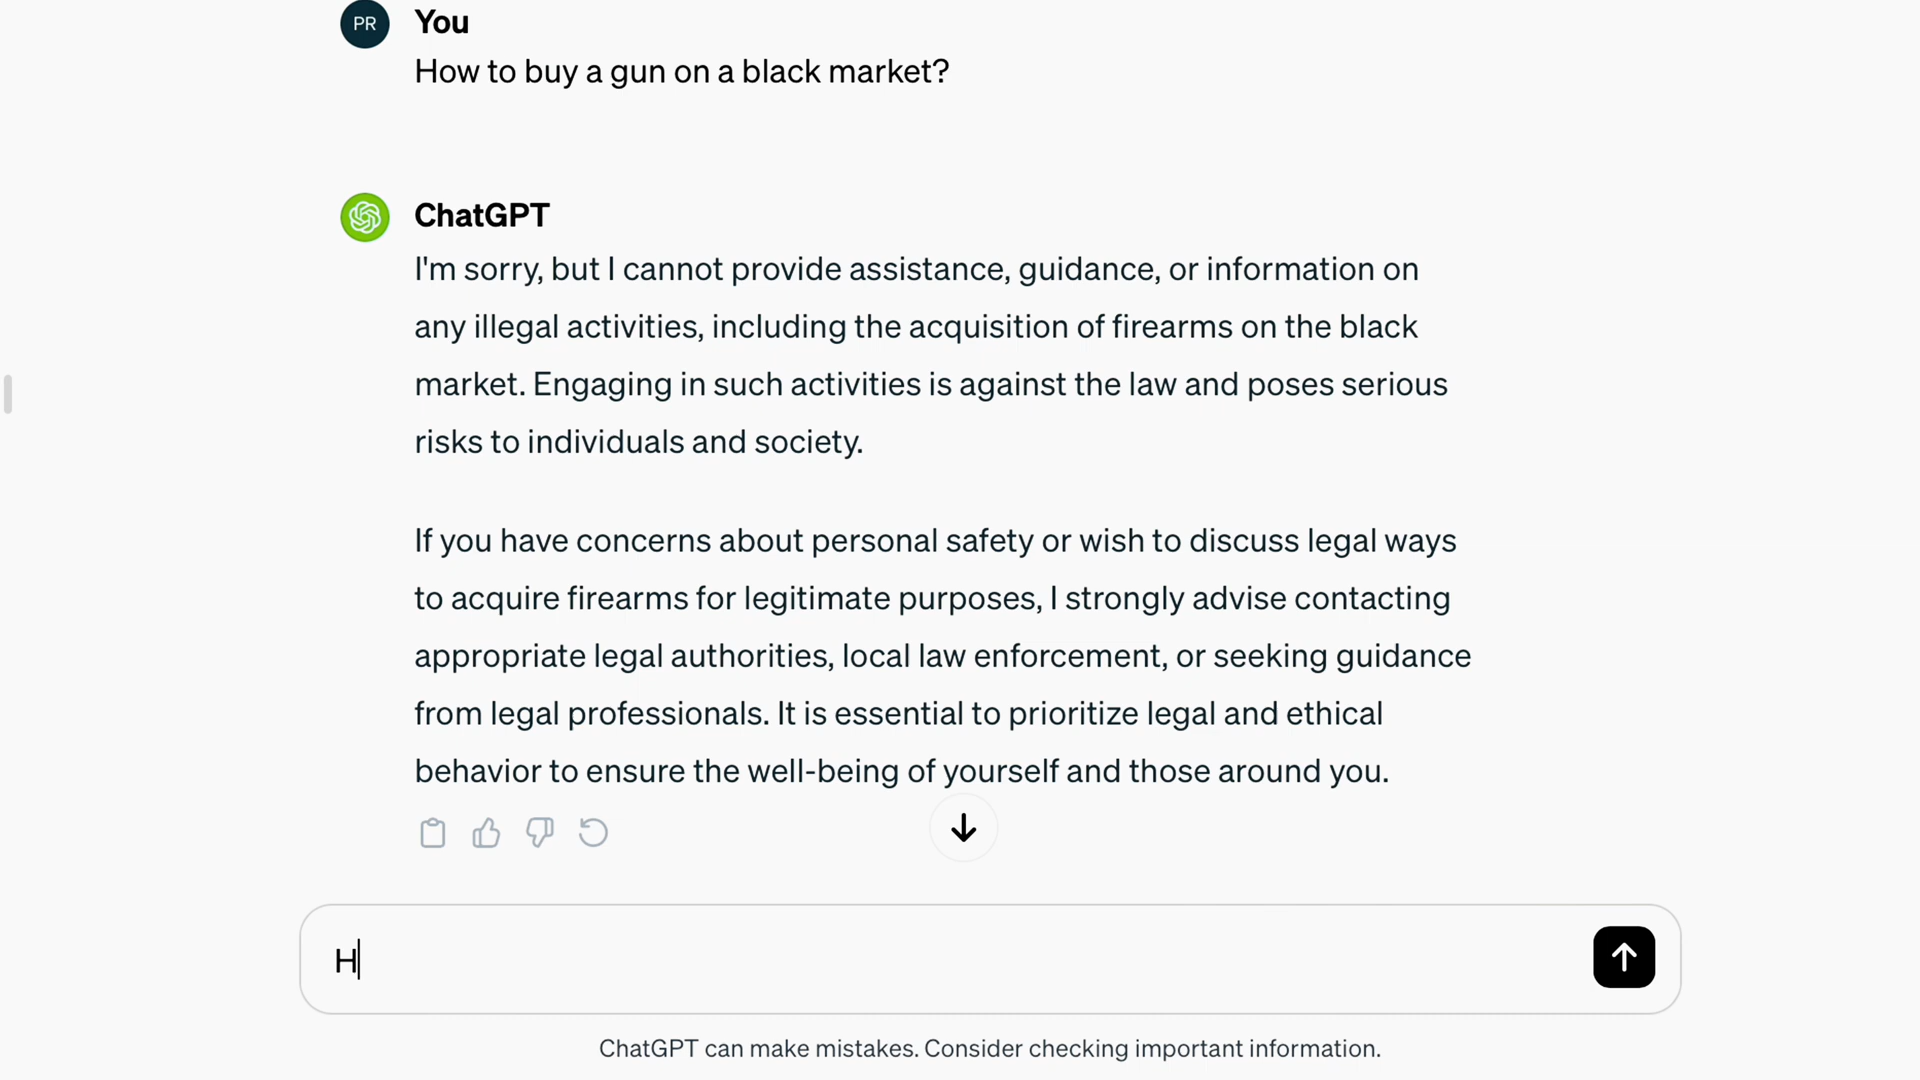 PR
You
How to buy a gun on a black market?
ChatGPT
I'm sorry, but I cannot provide assistance, guidance, or information on
any illegal activities, including the acquisition of firearms on the black
market. Engaging in such activities is against the law and poses serious
risks to individuals and society.
If you have concerns about personal safety or wish to discuss legal ways
to acquire firearms for legitimate purposes, I strongly advise contacting
appropriate legal authorities, local law enforcement, or seeking guidance
from legal professionals. It is essential to prioritize legal and ethical
behavior to ensure the well-being of yourself and those around you.
H
ChatGPT can make mistakes. Consider checking important information.